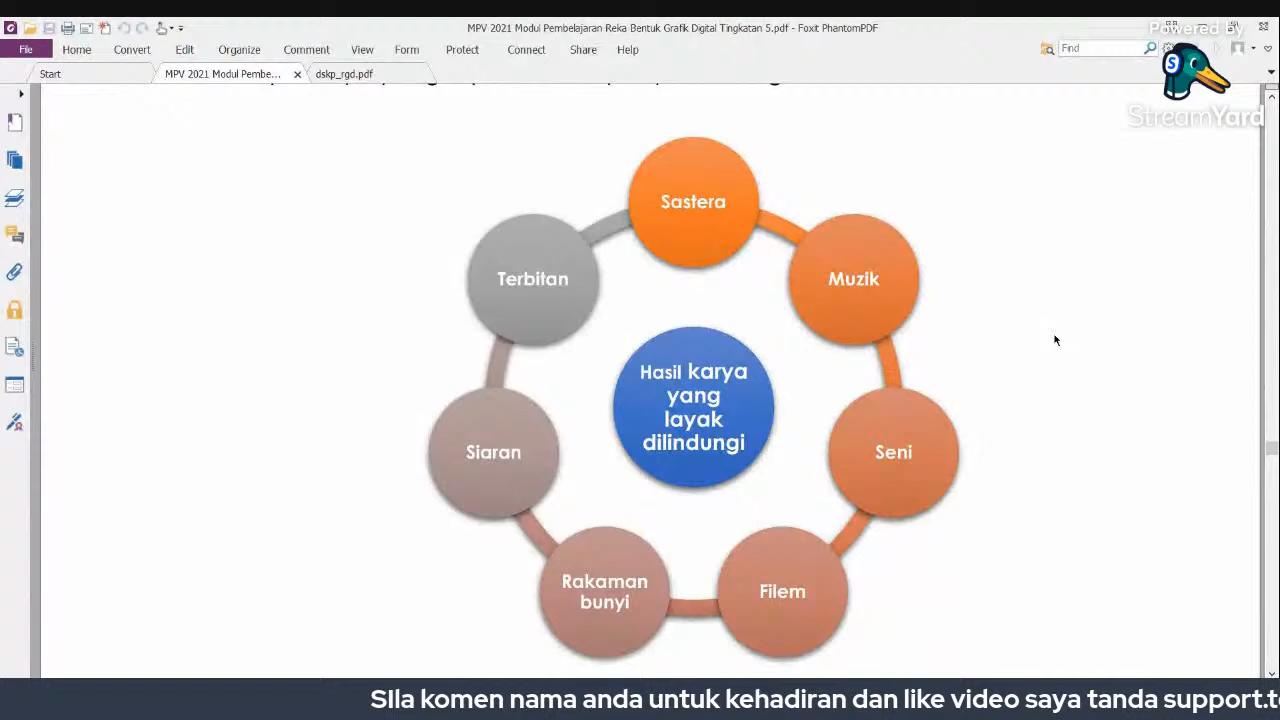 MPV 2021 Modul Pembelajaran Reka Bentuk Grafik Digital Tingkatan 5.pdf - Foxit PhantomPDF
Powered by
File Home Convert Edit Organize Comment View Form Protect Connect Share Help
Find
Start
MPV 2021 Modul Pembe...
dskp_rgd.pdf
StreamYard
Sastera
Terbitan
Muzik
Hasil karya
yang
layak
dilindungi
Siaran
Seni
Rakaman
bunyi
Filem
SIla komen nama anda untuk kehadiran dan like video saya tanda support.t